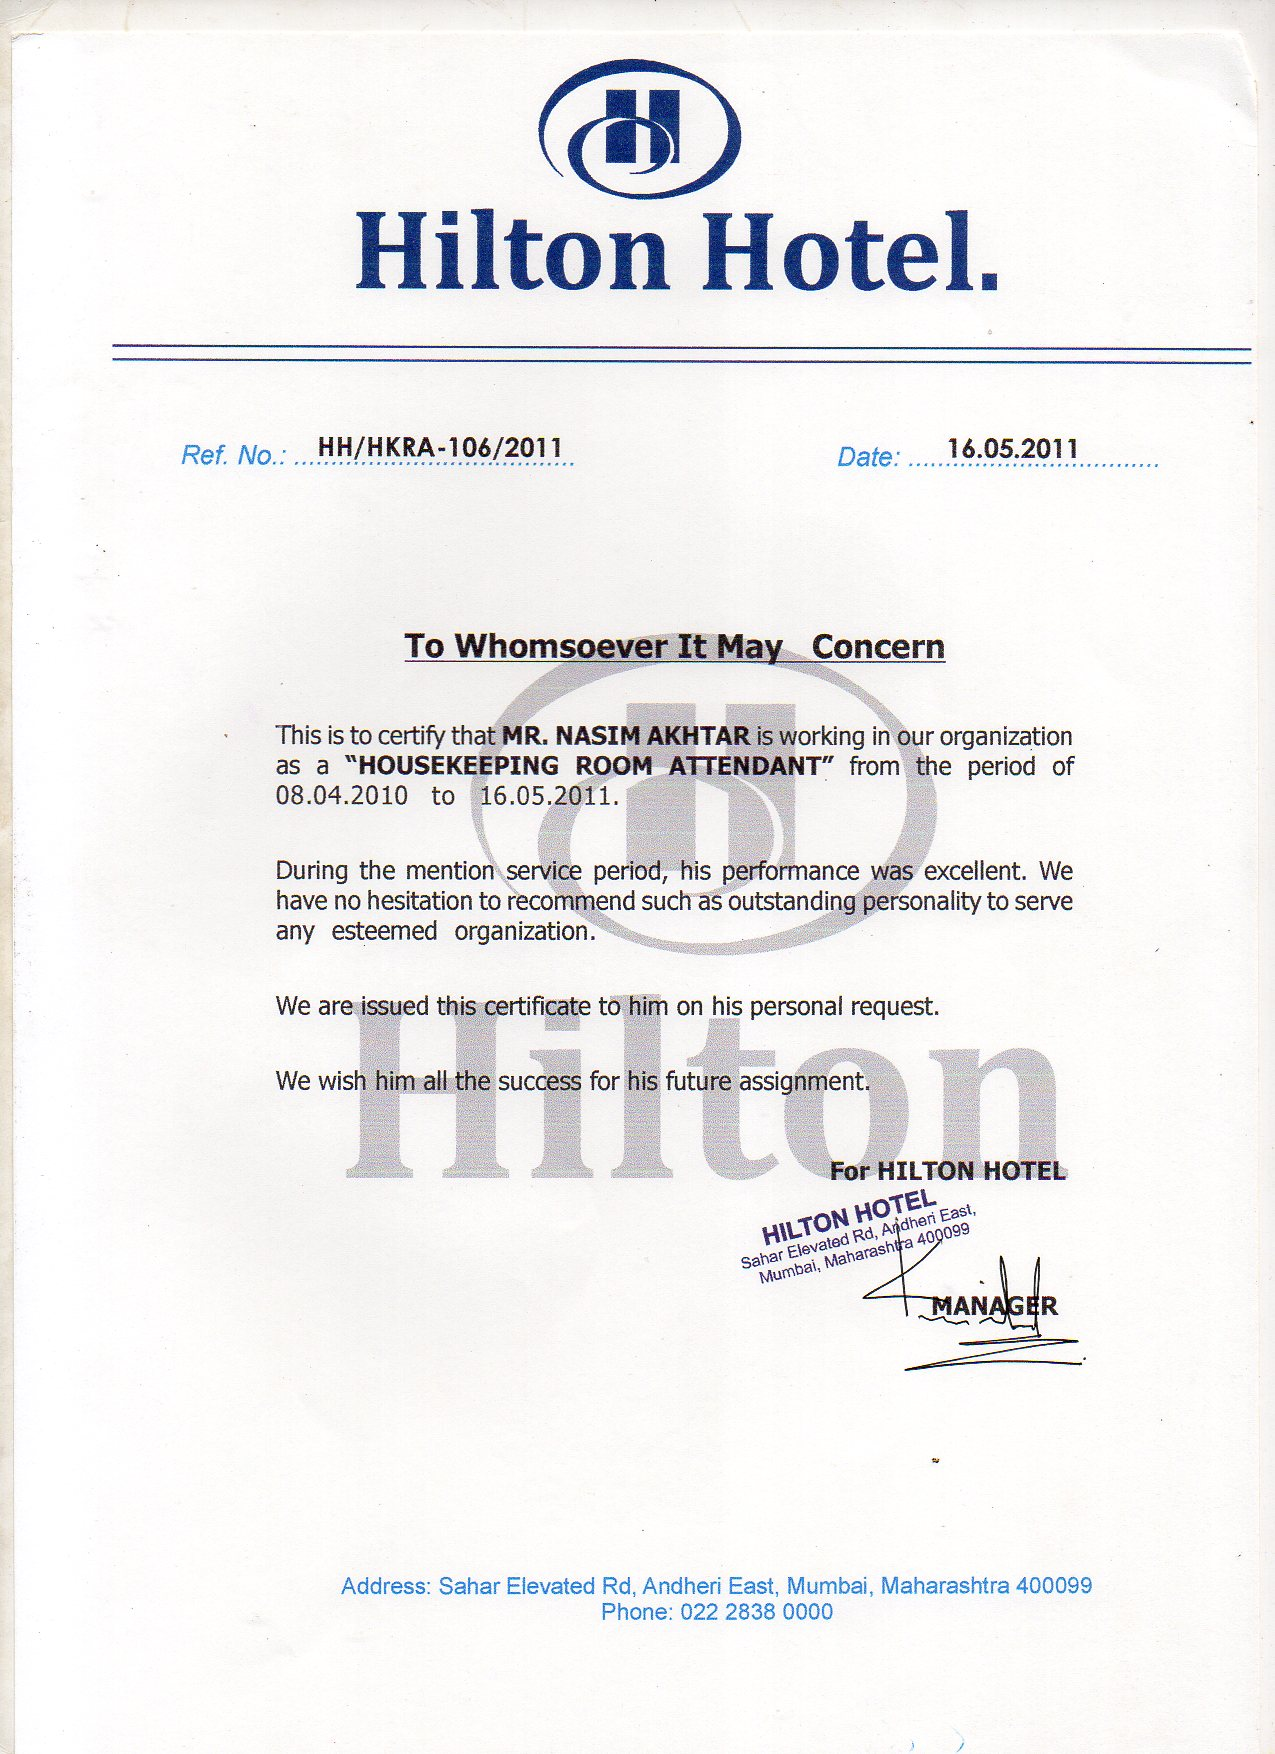 H
Hilton Hotel.
Ref. No.: HH/HKRA-106/2011
Date: 16.05.2011
To Whomsoever It May Concern
This is to certify that MR. NASIM AKHTAR is working in our organization
as a "HOUSEKEEPING ROOM ATTENDANT" from the period of
08.04.2010 to 16.05.2011.
During the mention service period, his performance was excellent. We
have no hesitation to recommend such as outstanding personality to serve
any esteemed organization.
We are issued this certificate to him on his personal request.
We wish him all the success for his future assignment.
Hilton
For HILTON HOTEL
HILTON HOTEL
Sahar Elevated Rd, Andheri East,
Mumbai, Maharashtra 400099
MANAGER
Address: Sahar Elevated Rd, Andheri East, Mumbai, Maharashtra 400099
Phone: 022 2838 0000